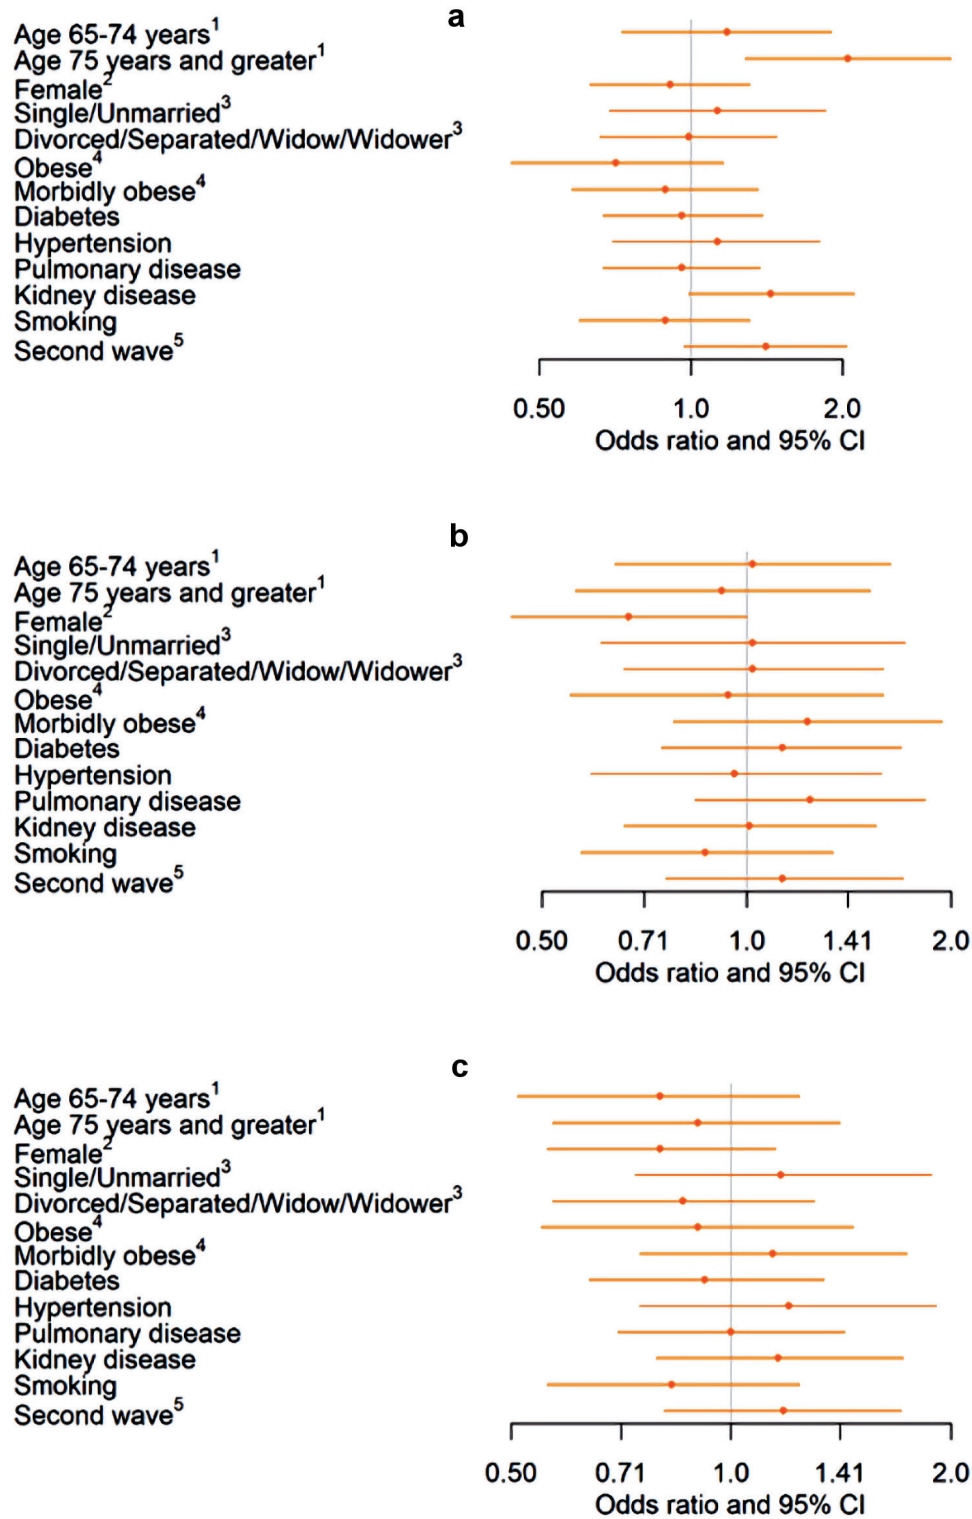 a
Age 65-74 years1
Age 75 years and greater1
Female2
Single/Unmarried3
Divorced/Separated/Widow/Widower3
Obese4
Morbidly obese4
Diabetes
Hypertension
Pulmonary disease
Kidney disease
Smoking
Second wave5
0.50 1.0 2.0
Odds ratio and 95% CI
b
Age 65-74 years1
Age 75 years and greater1
Female2
Single/Unmarried3
Divorced/Separated/Widow/Widower3
Obese4
Morbidly obese4
Diabetes
Hypertension
Pulmonary disease
Kidney disease
Smoking
Second wave5
0.50 0.71 1.0 1.41 2.0
Odds ratio and 95% CI
c
Age 65-74 years1
Age 75 years and greater1
Female2
Single/Unmarried3
Divorced/Separated/Widow/Widower3
Obese4
Morbidly obese4
Diabetes
Hypertension
Pulmonary disease
Kidney disease
Smoking
Second wave5
0.50 0.71 1.0 1.41 2.0
Odds ratio and 95% CI